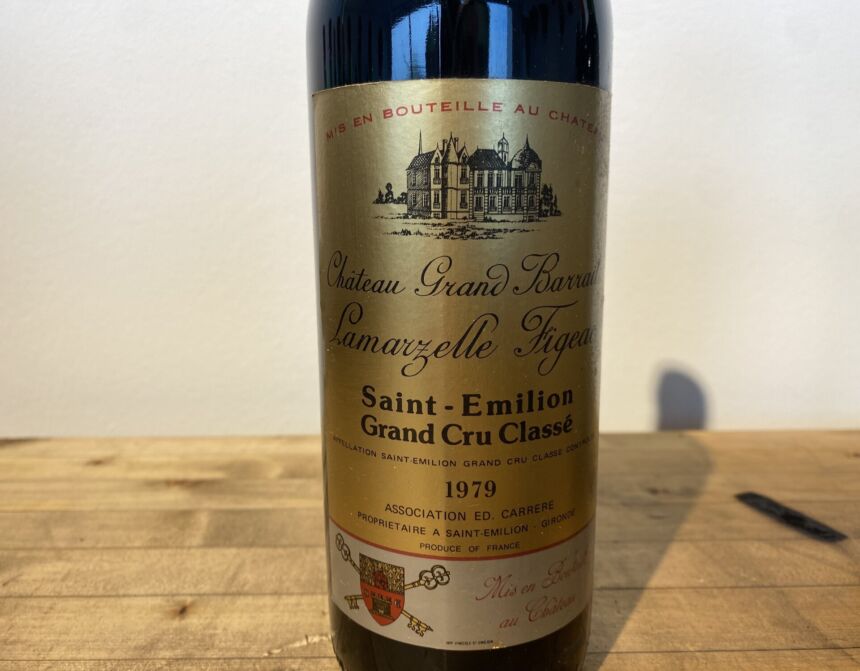 MIS EN BOUTEILLE AU CHATE
Château Grand Barrail
Lamarzelle Figeac
Saint-Emilion
Grand Cru Classé
APPELLATION SAINT-EMILION GRAND CRU CLASSÉ CONTROLÉE
1979
ASSOCIATION ED. CARRERE
PROPRIETAIRE A SAINT-EMILION - GIRONDE
PRODUCE OF FRANCE
Mis en Bouteille
au Château